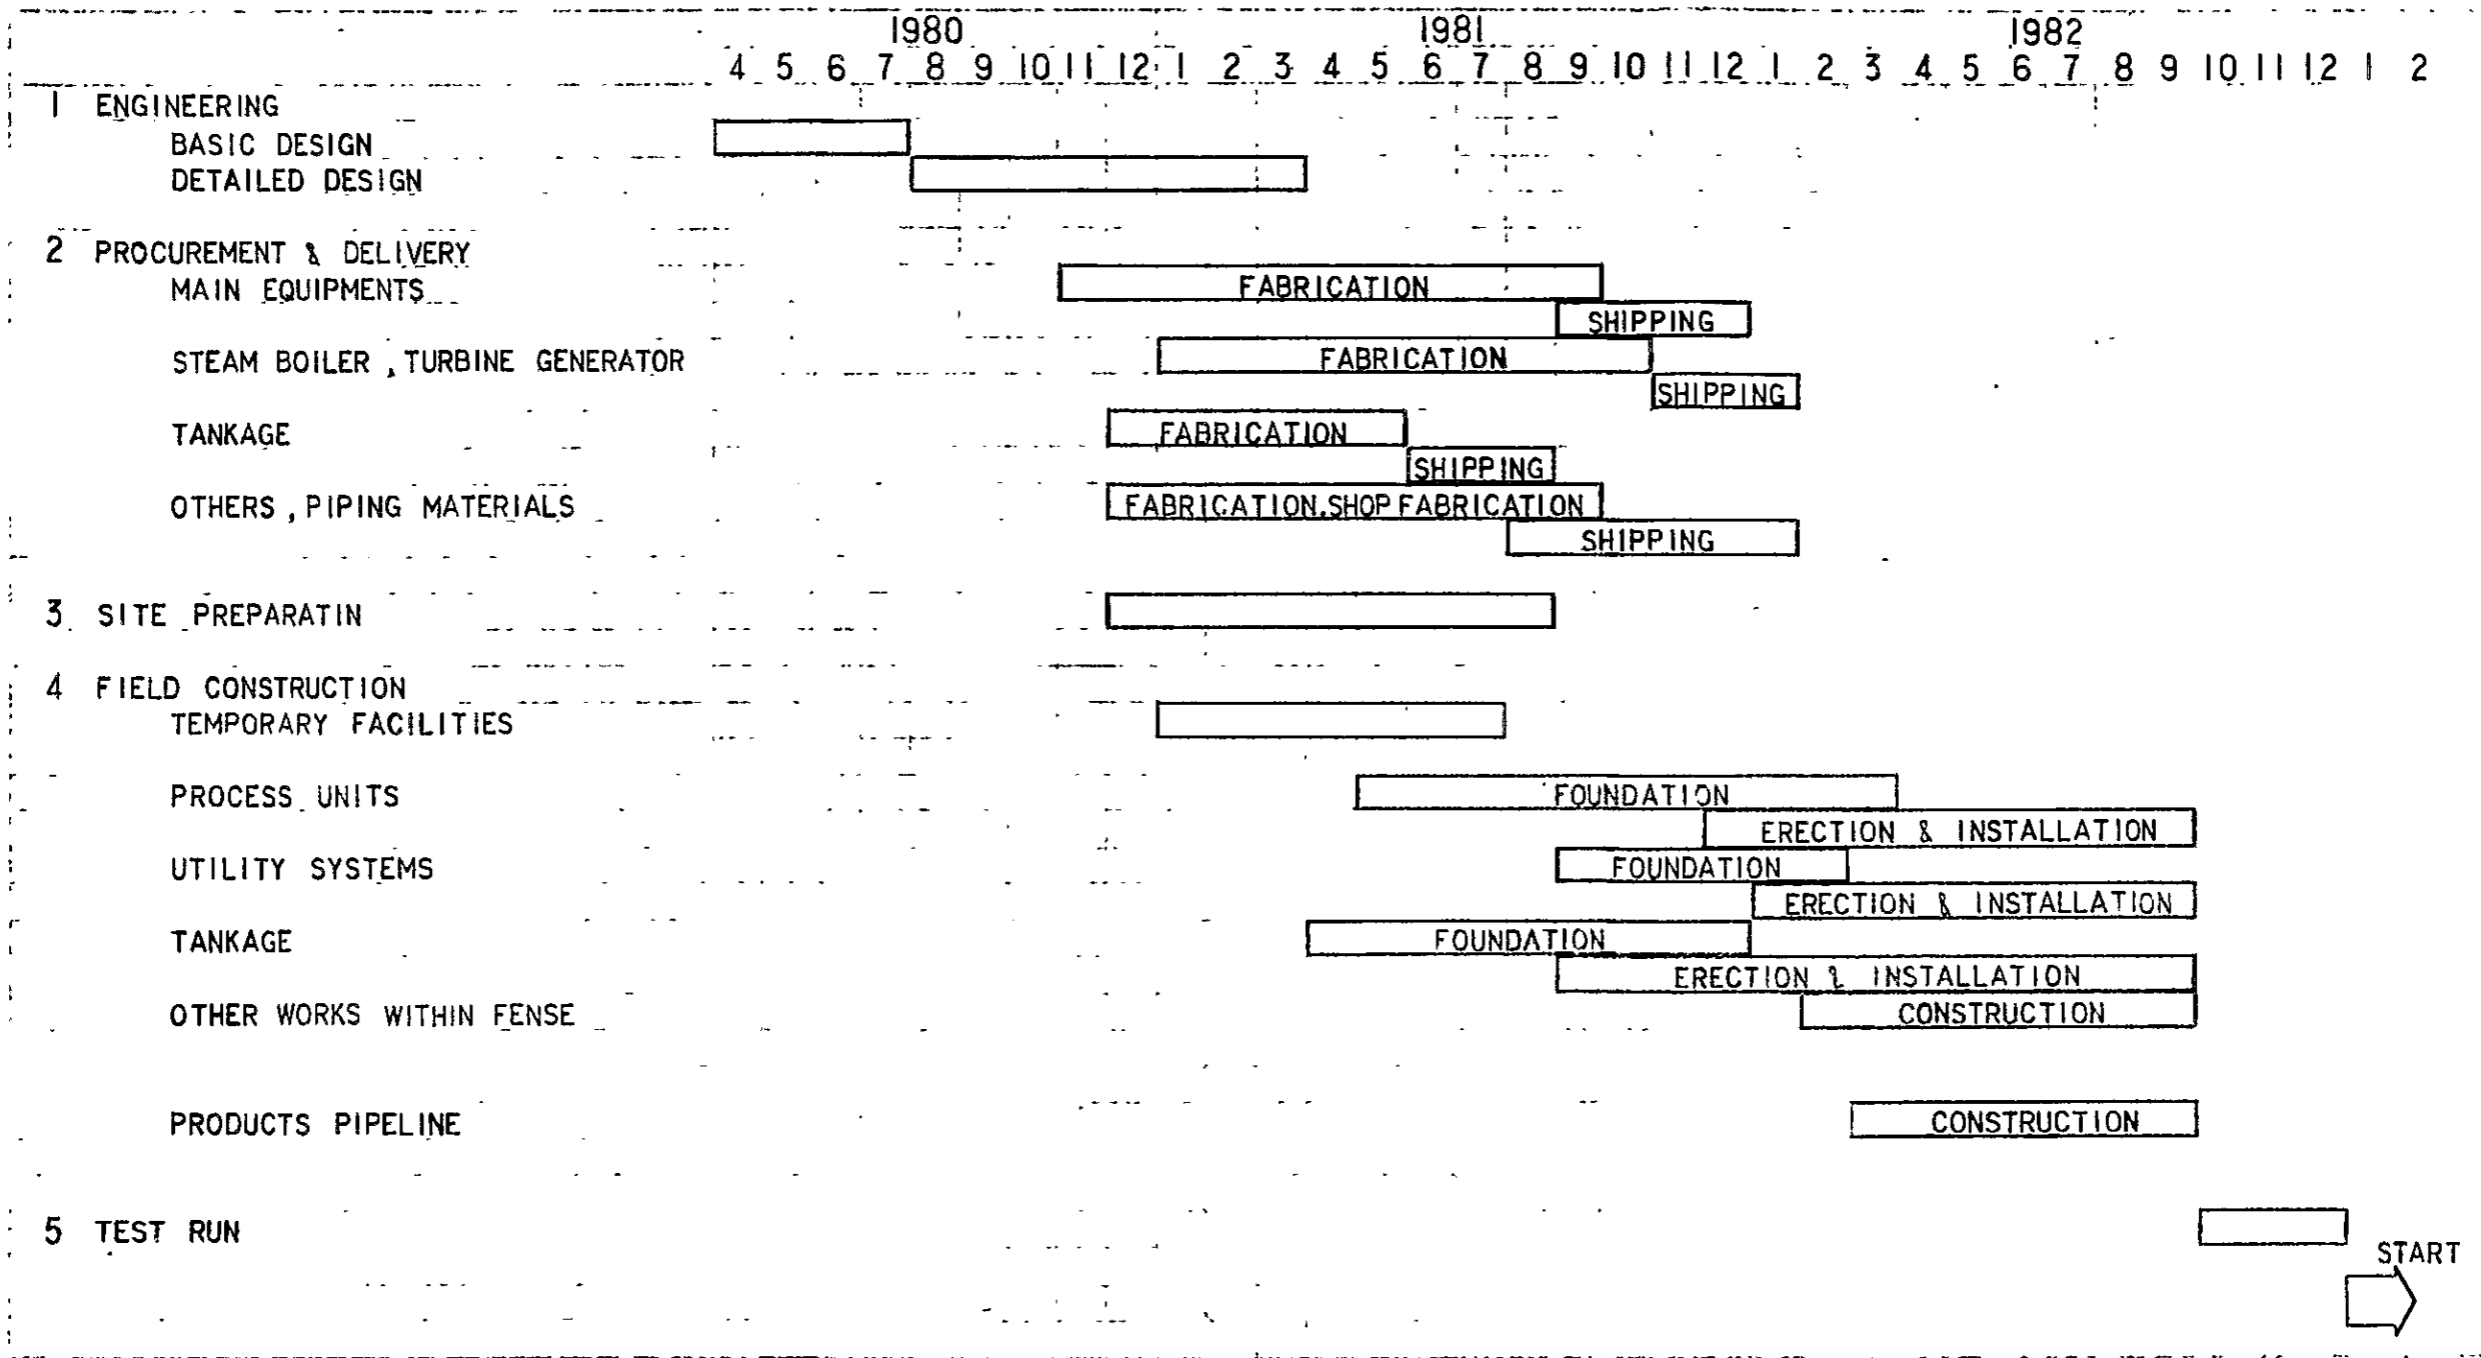 1980 1981 1982
4 5 6 7 8 9 10 11 12 1 2 3 4 5 6 7 8 9 10 11 12 1 2 3 4 5 6 7 8 9 10 11 12 1 2
1 ENGINEERING
BASIC DESIGN
DETAILED DESIGN
2 PROCUREMENT & DELIVERY
MAIN EQUIPMENTS FABRICATION
SHIPPING
STEAM BOILER , TURBINE GENERATOR FABRICATION
SHIPPING
TANKAGE FABRICATION
SHIPPING
OTHERS , PIPING MATERIALS FABRICATION.SHOP FABRICATION
SHIPPING
3 SITE PREPARATIN
4 FIELD CONSTRUCTION
TEMPORARY FACILITIES
PROCESS UNITS FOUNDATION
ERECTION & INSTALLATION
UTILITY SYSTEMS FOUNDATION
ERECTION & INSTALLATION
TANKAGE FOUNDATION
ERECTION & INSTALLATION
OTHER WORKS WITHIN FENSE CONSTRUCTION
PRODUCTS PIPELINE CONSTRUCTION
5 TEST RUN
START